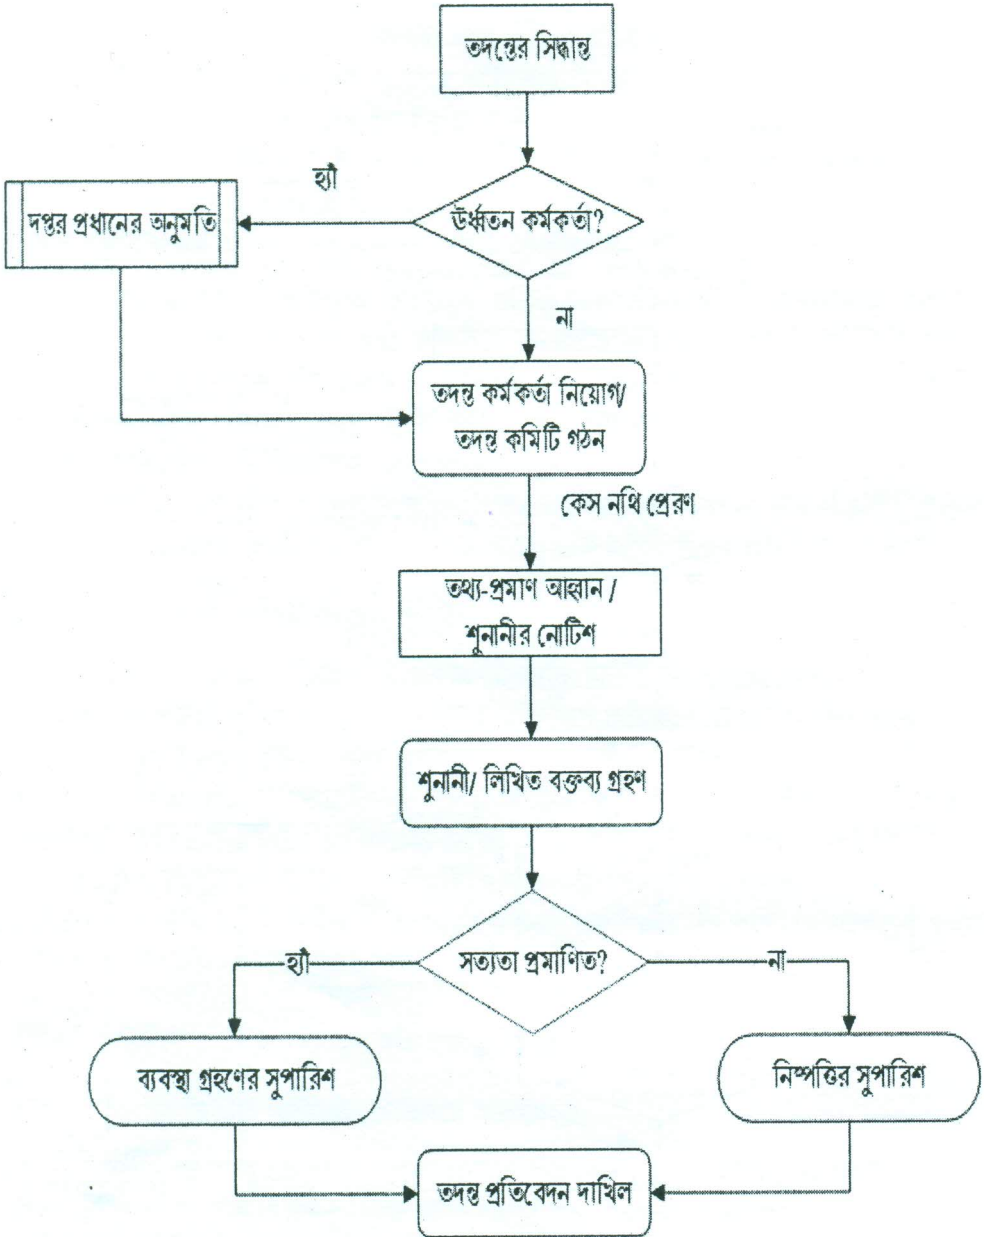 তদন্তের সিদ্ধান্ত
হ্যাঁ
ঊর্ধ্বতন কর্মকর্তা?
দপ্তর প্রধানের অনুমতি
না
তদন্ত কর্মকর্তা নিয়োগ/
তদন্ত কমিটি গঠন
কেস নথি প্রেরণ
তথ্য-প্রমাণ আহ্বান /
শুনানীর নোটিশ
শুনানী/ লিখিত বক্তব্য গ্রহণ
হ্যাঁ
সত্যতা প্রমাণিত?
না
ব্যবস্থা গ্রহণের সুপারিশ
নিষ্পত্তির সুপারিশ
তদন্ত প্রতিবেদন দাখিল